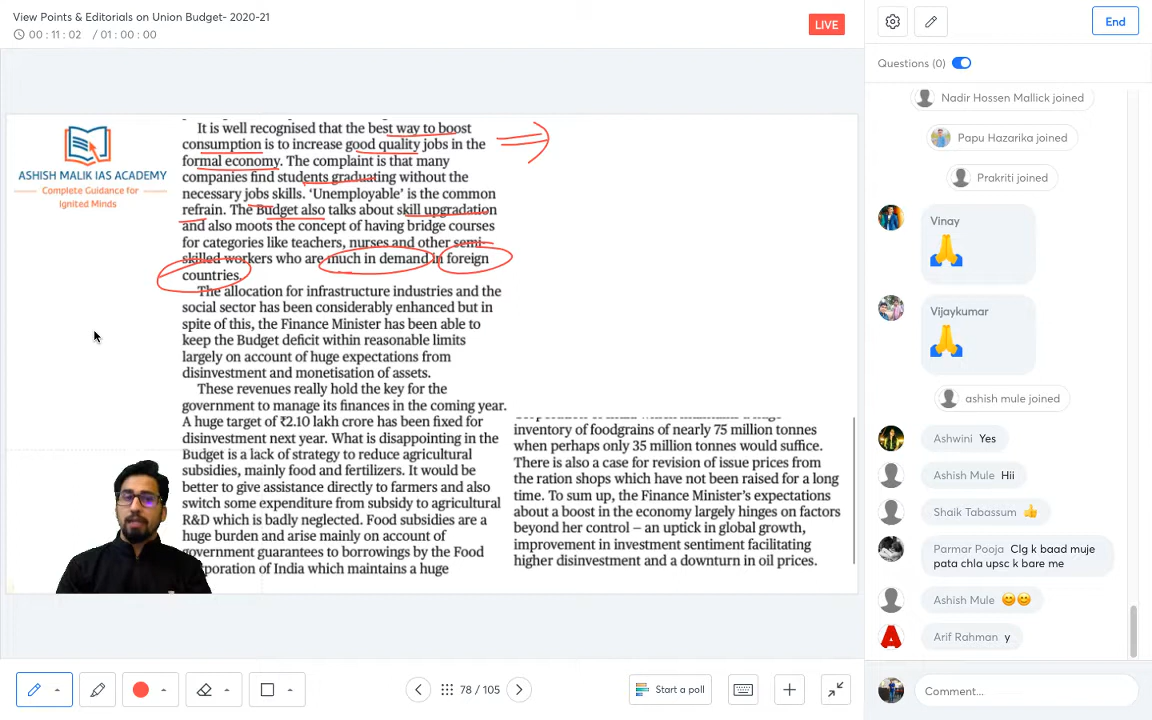 View Points & Editorials on Union Budget- 2020-21
00 : 11 : 02 / 01 : 00 : 00
LIVE
End
Questions (0)
Nadir Hossen Mallick joined
Papu Hazarika joined
Prakriti joined
Vinay
🙏
Vijaykumar
🙏
ashish mule joined
Ashwini Yes
Ashish Mule Hii
Shaik Tabassum 👍
Parmar Pooja Clg k baad muje
pata chla upsc k bare me
Ashish Mule 😊😊
Arif Rahman y
Comment...
ASHISH MALIK IAS ACADEMY
Complete Guidance for
Ignited Minds
It is well recognised that the best way to boost
consumption is to increase good quality jobs in the
formal economy. The complaint is that many
companies find students graduating without the
necessary jobs skills. ‘Unemployable’ is the common
refrain. The Budget also talks about skill upgradation
and also moots the concept of having bridge courses
for categories like teachers, nurses and other semi-
skilled workers who are much in demand in foreign
countries.
The allocation for infrastructure industries and the
social sector has been considerably enhanced but in
spite of this, the Finance Minister has been able to
keep the Budget deficit within reasonable limits
largely on account of huge expectations from
disinvestment and monetisation of assets.
These revenues really hold the key for the
government to manage its finances in the coming year.
A huge target of ₹2.10 lakh crore has been fixed for
disinvestment next year. What is disappointing in the
Budget is a lack of strategy to reduce agricultural
subsidies, mainly food and fertilizers. It would be
better to give assistance directly to farmers and also
switch some expenditure from subsidy to agricultural
R&D which is badly neglected. Food subsidies are a
huge burden and arise mainly on account of
government guarantees to borrowings by the Food
poration of India which maintains a huge
inventory of foodgrains of nearly 75 million tonnes
when perhaps only 35 million tonnes would suffice.
There is also a case for revision of issue prices from
the ration shops which have not been raised for a long
time. To sum up, the Finance Minister’s expectations
about a boost in the economy largely hinges on factors
beyond her control – an uptick in global growth,
improvement in investment sentiment facilitating
higher disinvestment and a downturn in oil prices.
78 / 105
Start a poll